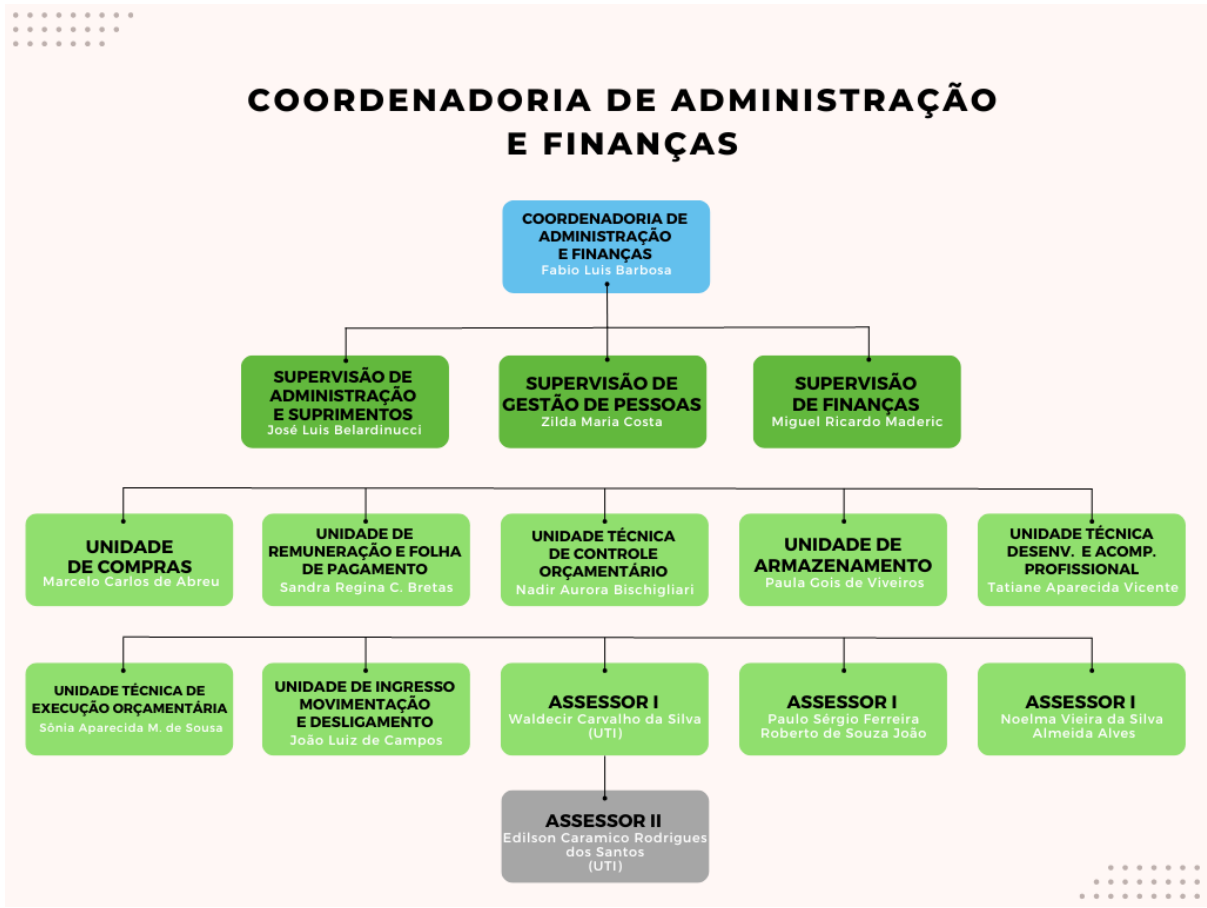 COORDENADORIA DE ADMINISTRAÇÃO
E FINANÇAS
COORDENADORIA DE
ADMINISTRAÇÃO
E FINANÇAS
Fabio Luis Barbosa
SUPERVISÃO DE
ADMINISTRAÇÃO
E SUPRIMENTOS
José Luis Belardinucci
SUPERVISÃO DE
GESTÃO DE PESSOAS
Zilda Maria Costa
SUPERVISÃO
DE FINANÇAS
Miguel Ricardo Maderic
UNIDADE
DE COMPRAS
Marcelo Carlos de Abreu
UNIDADE DE
REMUNERAÇÃO E FOLHA
DE PAGAMENTO
Sandra Regina C. Bretas
UNIDADE TÉCNICA
DE CONTROLE
ORÇAMENTÁRIO
Nadir Aurora Bischigliari
UNIDADE DE
ARMAZENAMENTO
Paula Gois de Viveiros
UNIDADE TÉCNICA
DESENV. E ACOMP.
PROFISSIONAL
Tatiane Aparecida Vicente
UNIDADE TÉCNICA DE
EXECUÇÃO ORÇAMENTÁRIA
Sônia Aparecida M. de Sousa
UNIDADE DE INGRESSO
MOVIMENTAÇÃO
E DESLIGAMENTO
João Luiz de Campos
ASSESSOR I
Waldecir Carvalho da Silva
(UTI)
ASSESSOR I
Paulo Sérgio Ferreira
Roberto de Souza João
ASSESSOR I
Noelma Vieira da Silva
Almeida Alves
ASSESSOR II
Edilson Caramico Rodrigues
dos Santos
(UTI)